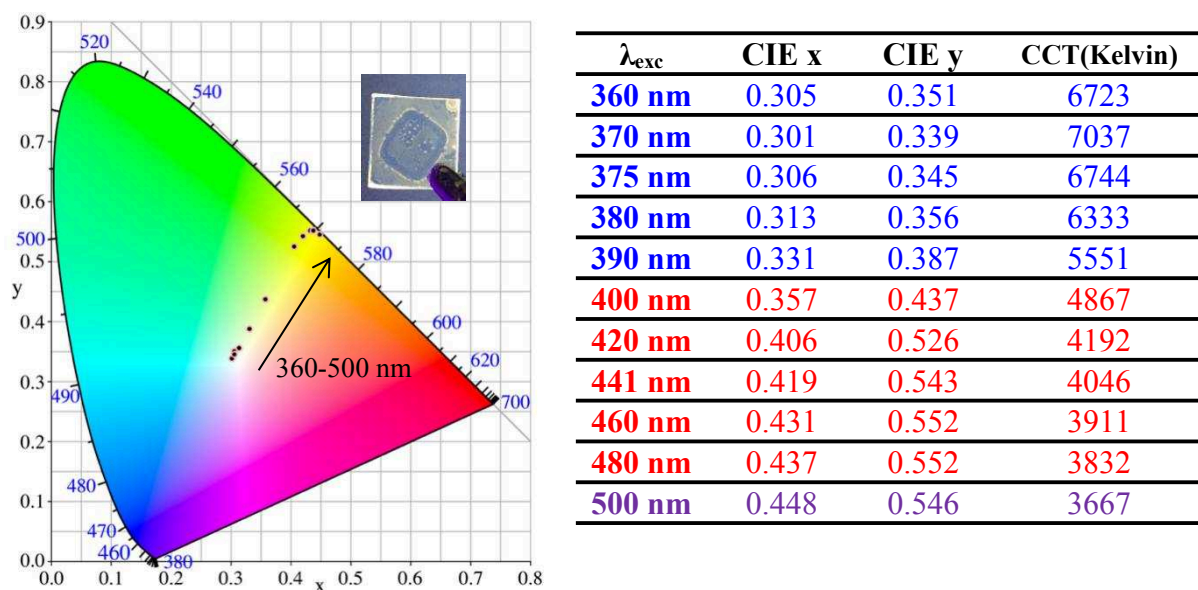 0.9
0.8
0.7
0.6
0.5
0.4
0.3
0.2
0.1
0.0
y
0.0 0.1 0.2 0.3 0.4 0.5 0.6 0.7 0.8
x
520
540
560
580
600
620
700
500
490
480
470
460
380
360-500 nm
λexc CIE x CIE y CCT(Kelvin)
360 nm 0.305 0.351 6723
370 nm 0.301 0.339 7037
375 nm 0.306 0.345 6744
380 nm 0.313 0.356 6333
390 nm 0.331 0.387 5551
400 nm 0.357 0.437 4867
420 nm 0.406 0.526 4192
441 nm 0.419 0.543 4046
460 nm 0.431 0.552 3911
480 nm 0.437 0.552 3832
500 nm 0.448 0.546 3667